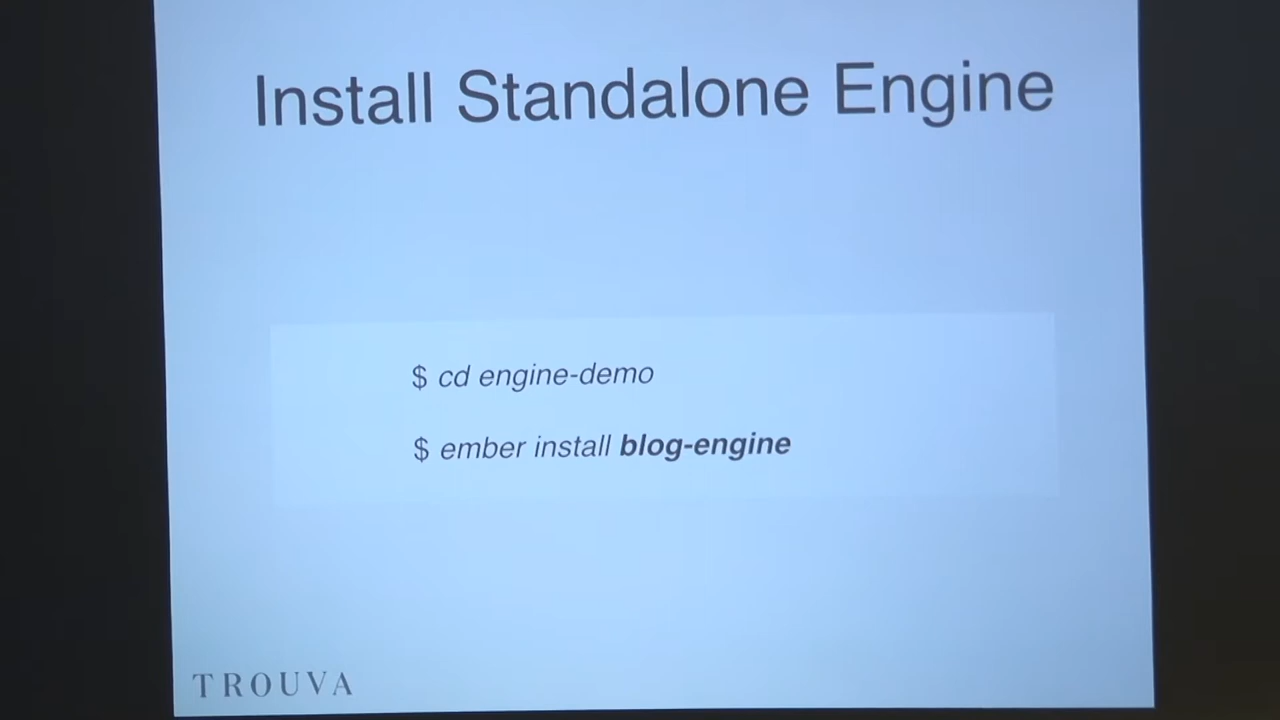 Install Standalone Engine
$ cd engine-demo
$ ember install blog-engine
TROUVA